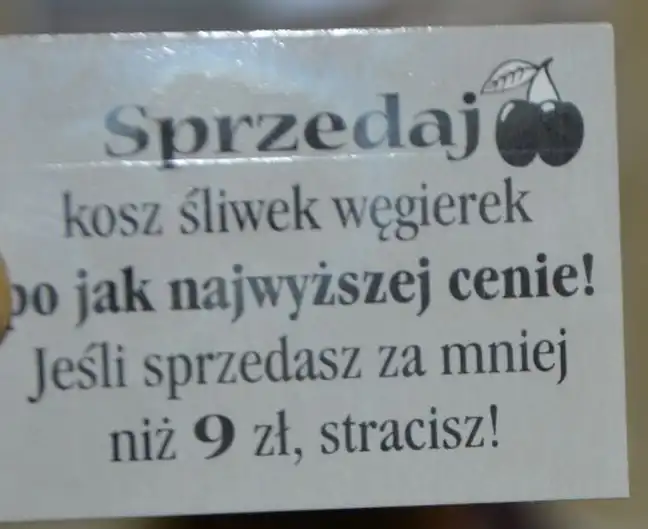 Sprzedaj
kosz śliwek węgierek
po jak najwyższej cenie!
Jeśli sprzedasz za mniej
niż 9 zł, stracisz!